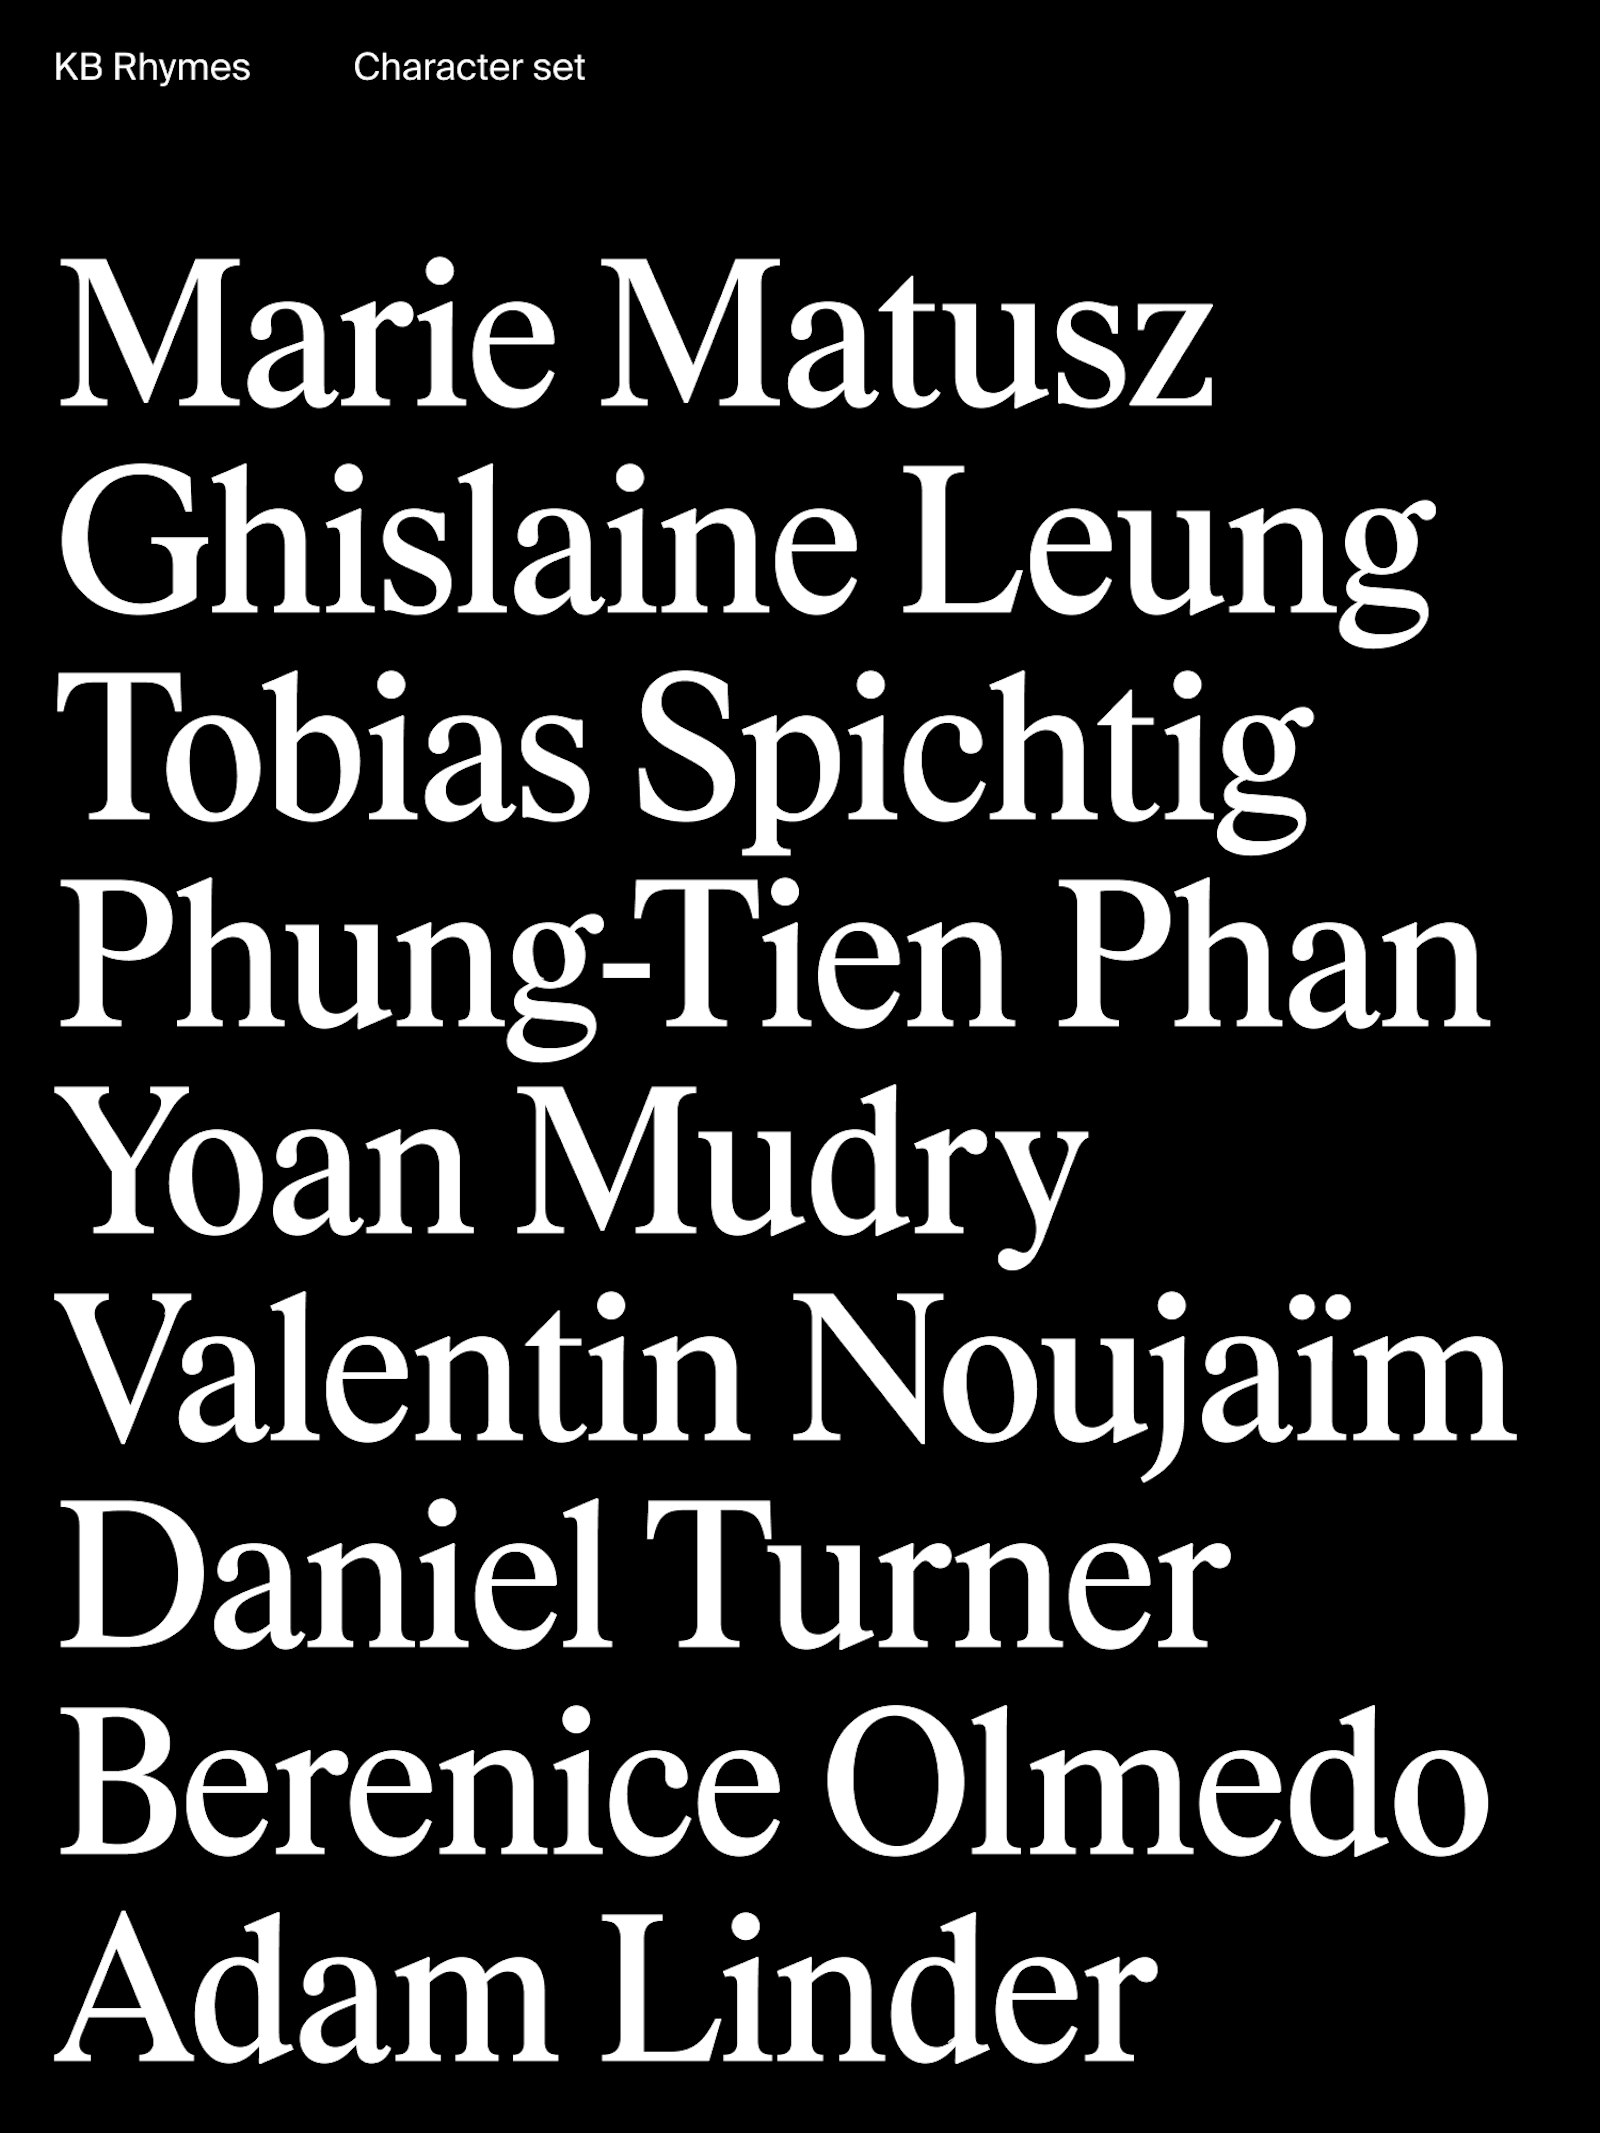 KB Rhymes Character set
Marie Matusz
Ghislaine Leung
Tobias Spichtig
Phung-Tien Phan
Yoan Mudry
Valentin Noujaïm
Daniel Turner
Berenice Olmedo
Adam Linder